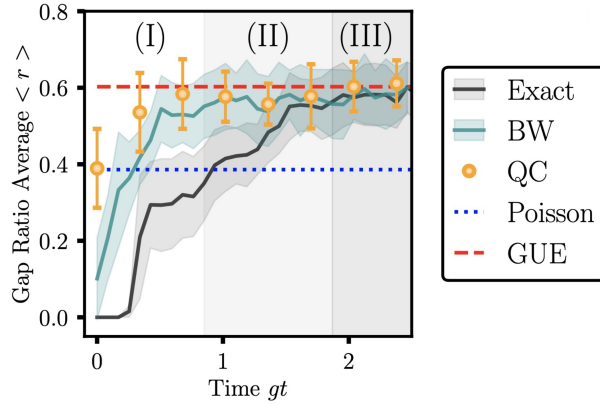 (I) (II) (III)
0.8
0.6
0.4
0.2
0.0
Gap Ratio Average < r >
0 1 2
Time gt
Exact
BW
QC
Poisson
GUE